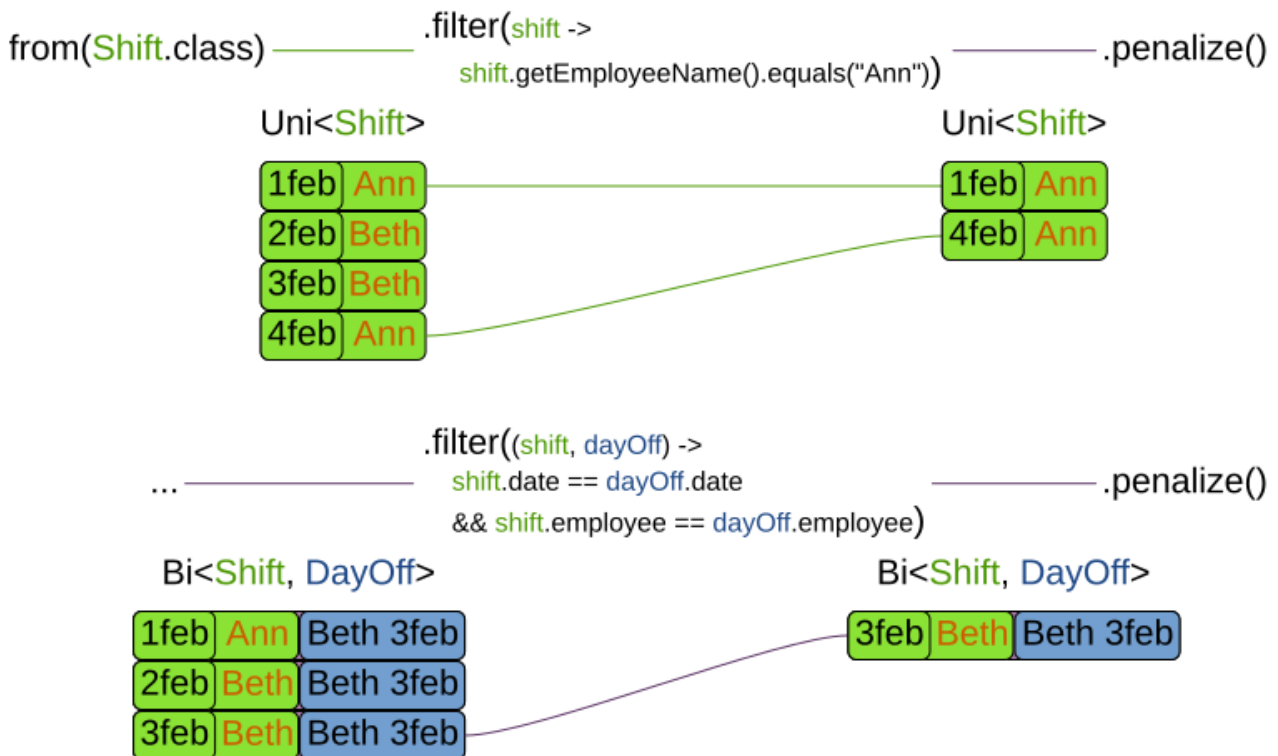 from(Shift.class)
.filter(shift ->
shift.getEmployeeName().equals("Ann"))
.penalize()
Uni<Shift>
Uni<Shift>
1feb Ann
1feb Ann
2feb Beth
4feb Ann
3feb Beth
4feb Ann
...
.filter((shift, dayOff) ->
shift.date == dayOff.date
&& shift.employee == dayOff.employee)
.penalize()
Bi<Shift, DayOff>
Bi<Shift, DayOff>
1feb Ann Beth 3feb
3feb Beth Beth 3feb
2feb Beth Beth 3feb
3feb Beth Beth 3feb